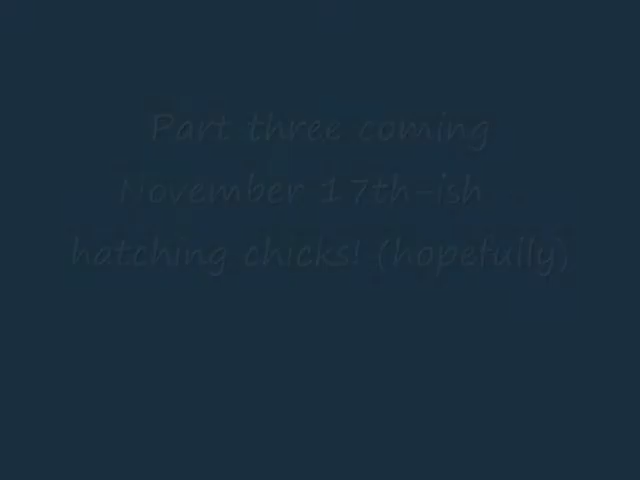 Part three coming
November 17th-ish
hatching chicks! (hopefully)